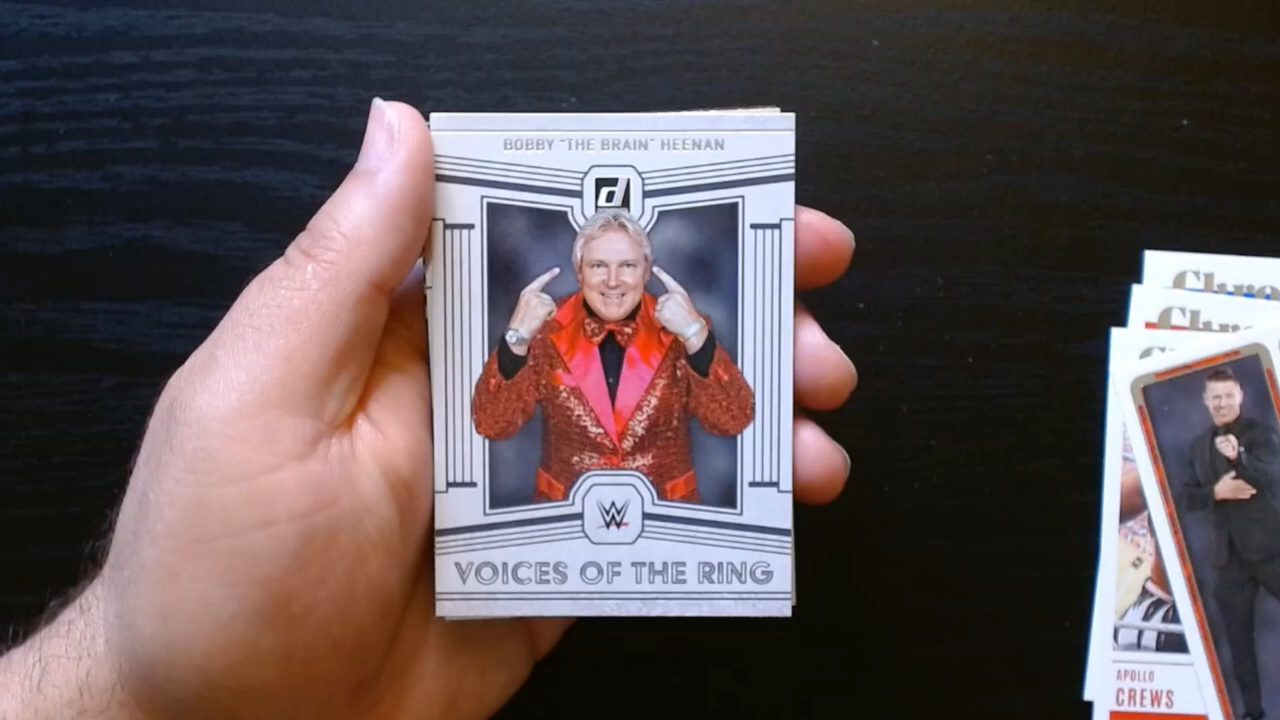 BOBBY "THE BRAIN" HEENAN
d
W
VOICES OF THE RING
APOLLO
CREWS